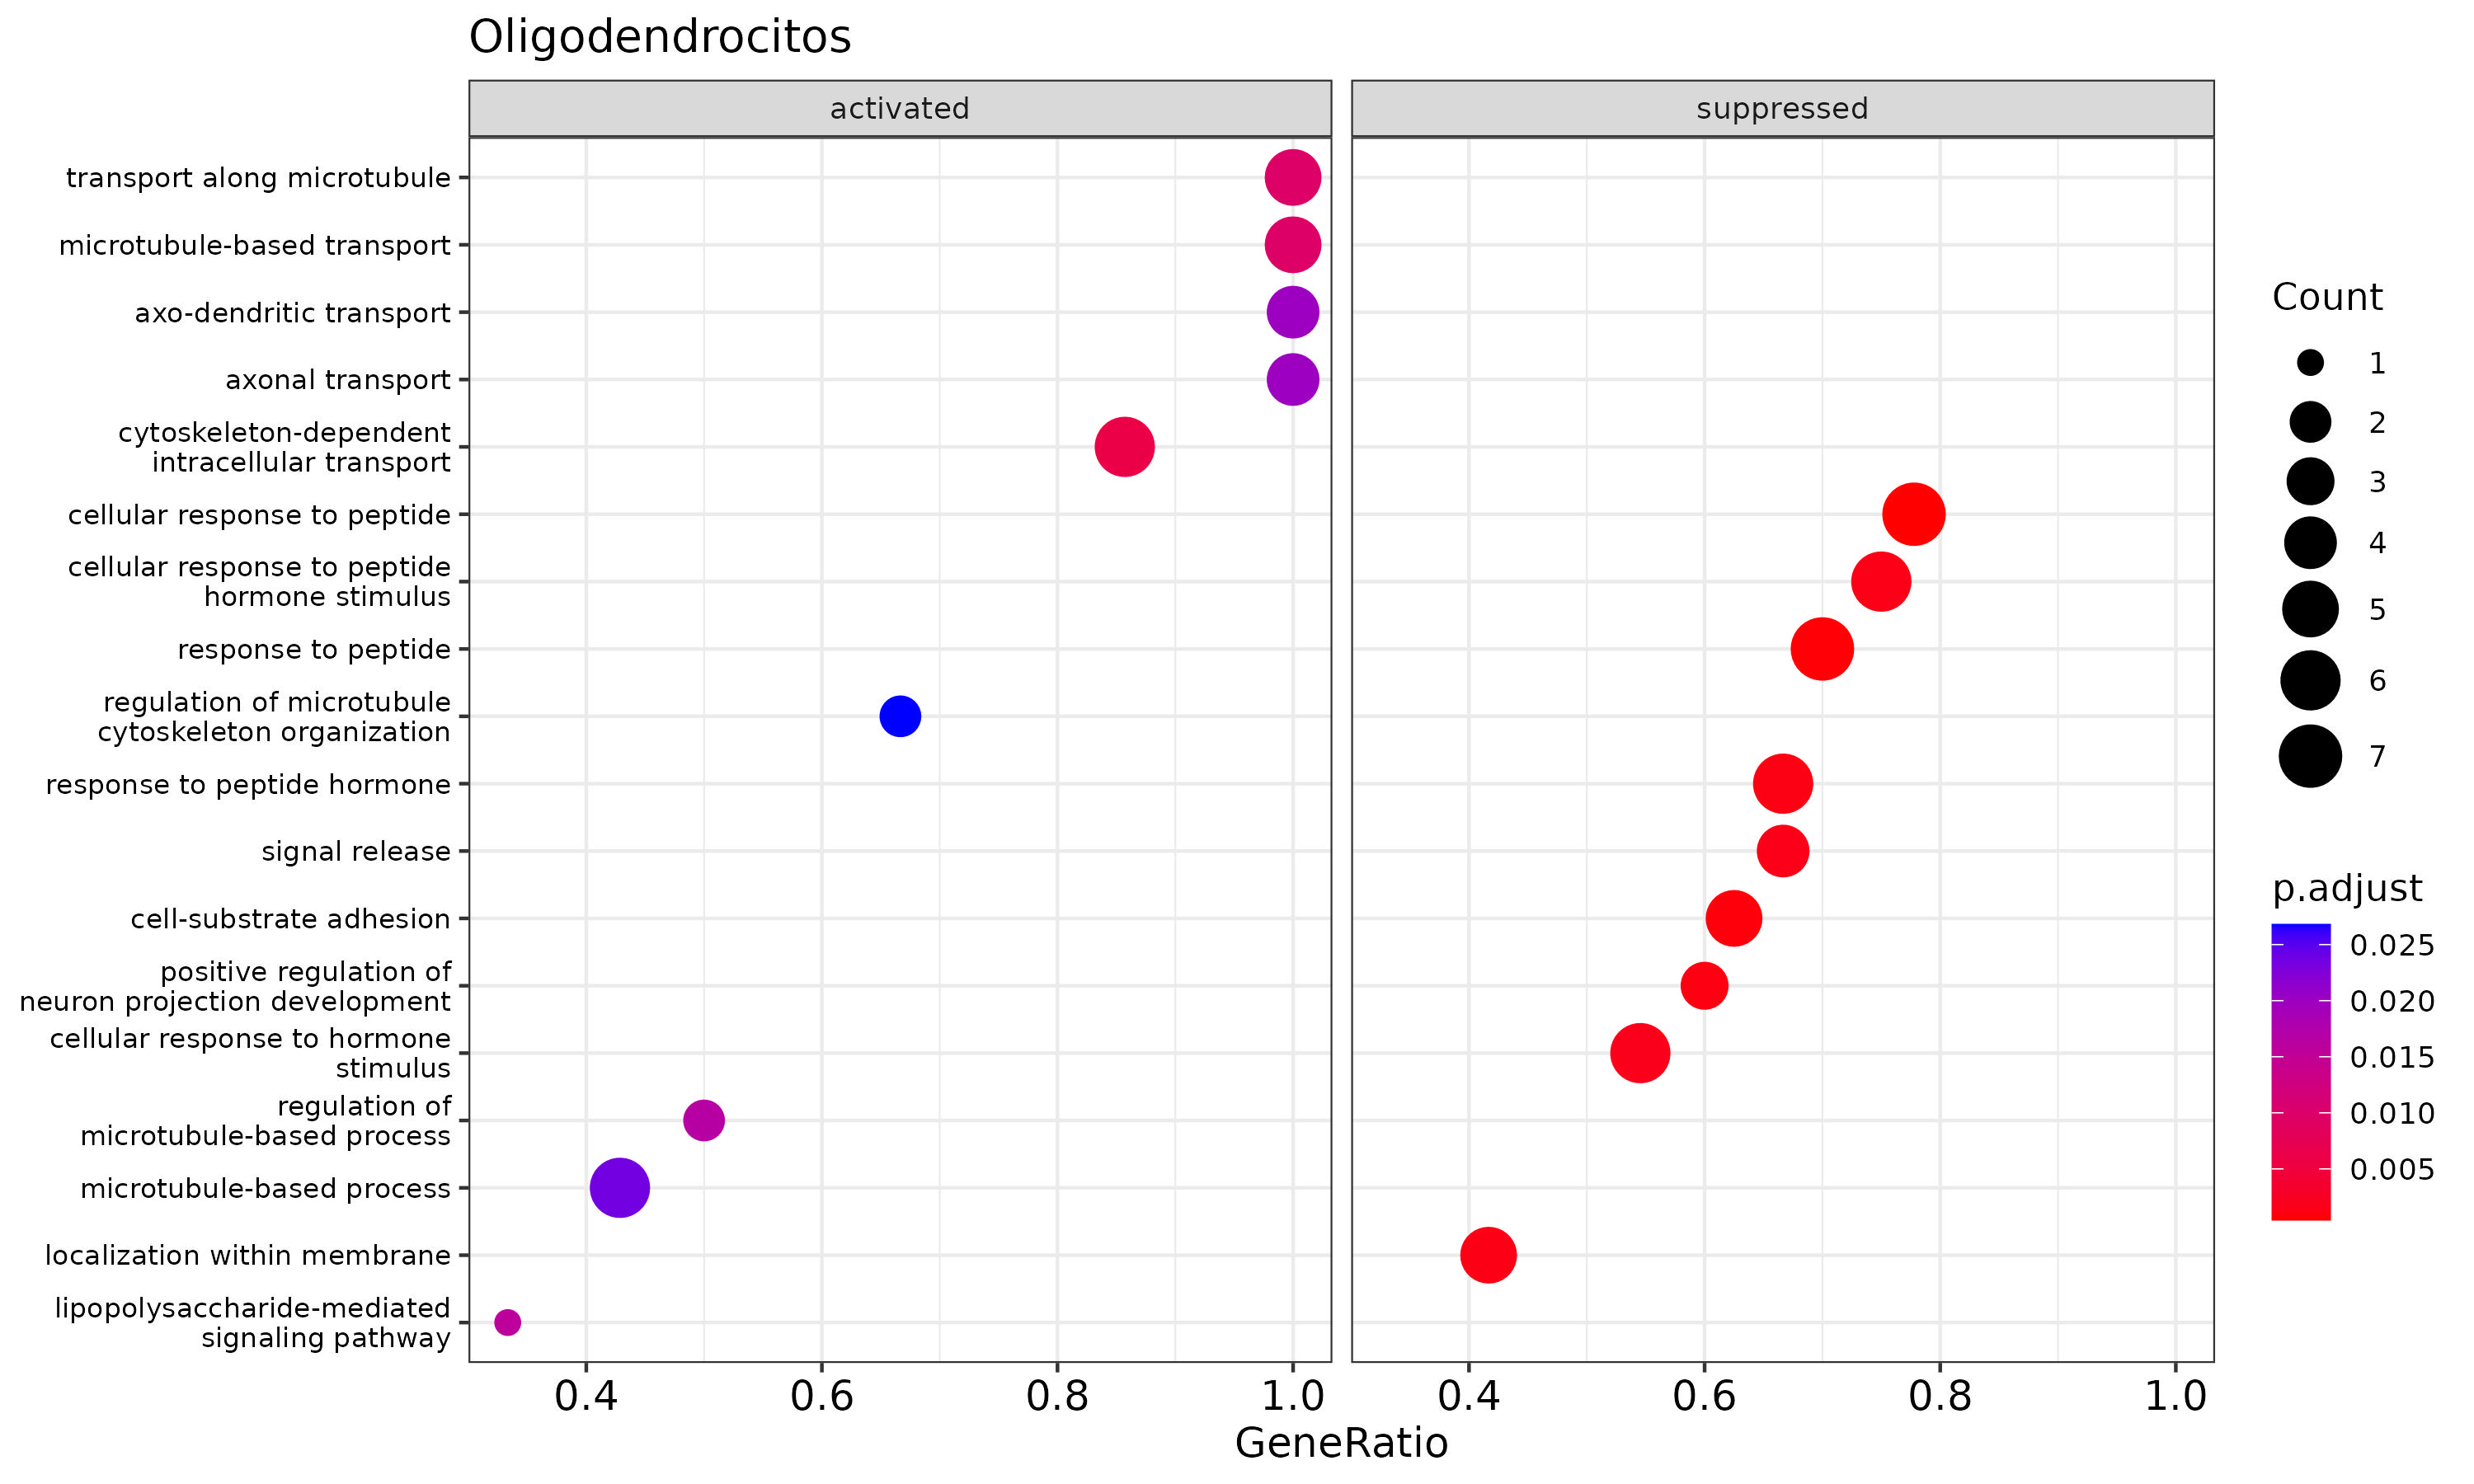 Oligodendrocitos
activated
suppressed
transport along microtubule
microtubule-based transport
axo-dendritic transport
axonal transport
cytoskeleton-dependent
intracellular transport
cellular response to peptide
cellular response to peptide
hormone stimulus
response to peptide
regulation of microtubule
cytoskeleton organization
response to peptide hormone
signal release
cell-substrate adhesion
positive regulation of
neuron projection development
cellular response to hormone
stimulus
regulation of
microtubule-based process
microtubule-based process
localization within membrane
lipopolysaccharide-mediated
signaling pathway
0.4 0.6 0.8 1.0
0.4 0.6 0.8 1.0
GeneRatio
Count
1
2
3
4
5
6
7
p.adjust
0.025
0.020
0.015
0.010
0.005